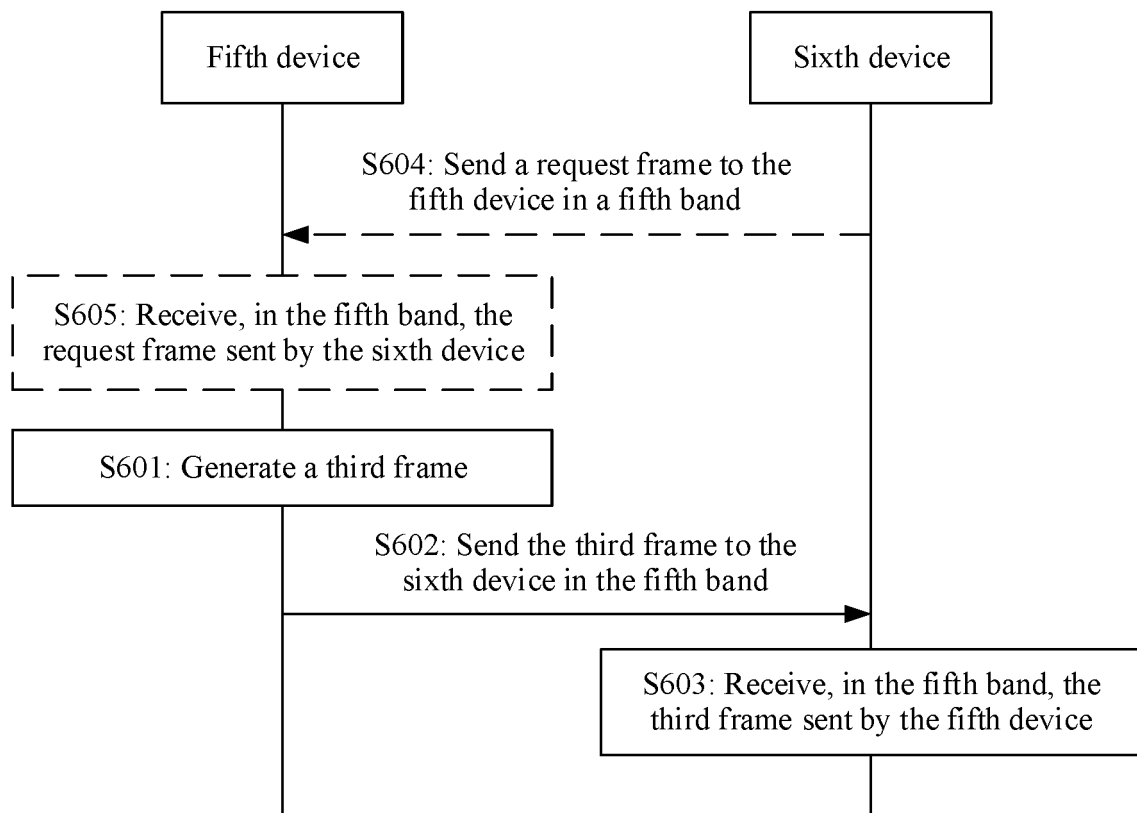 Fifth device
Sixth device
S604: Send a request frame to the
fifth device in a fifth band
S605: Receive, in the fifth band, the
request frame sent by the sixth device
S601: Generate a third frame
S602: Send the third frame to the
sixth device in the fifth band
S603: Receive, in the fifth band, the
third frame sent by the fifth device